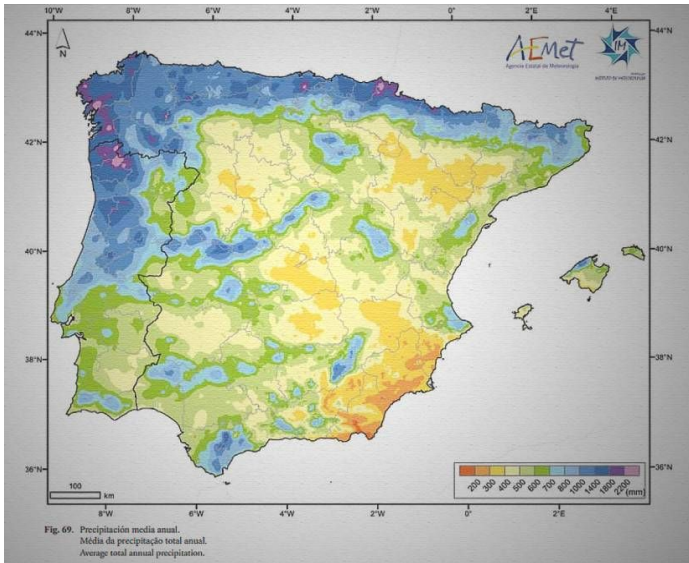 10°W 8°W 6°W 4°W 2°W 0° 2°E 4°E
44°N 44°N
N
AEMet
Agencia Estatal de Meteorología
IM
42°N 42°N
40°N 40°N
38°N 38°N
36°N 36°N
100
km
200 300 400 500 600 700 800 1000 1400 1800 2200 (mm)
8°W 6°W 4°W 2°W 0° 2°E
Fig. 69. Precipitación media anual.
Média da precipitação total anual.
Average total annual precipitation.